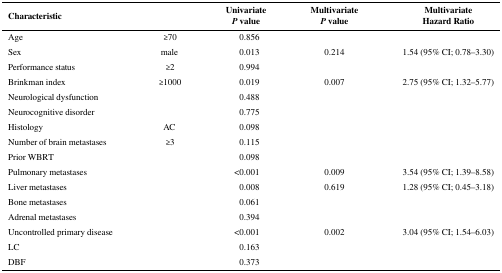 Characteristic Univariate P value Multivariate P value Multivariate Hazard Ratio
Age ≥70 0.856
Sex male 0.013 0.214 1.54 (95% CI; 0.78–3.30)
Performance status ≥2 0.994
Brinkman index ≥1000 0.019 0.007 2.75 (95% CI; 1.32–5.77)
Neurological dysfunction 0.488
Neurocognitive disorder 0.775
Histology AC 0.098
Number of brain metastases ≥3 0.115
Prior WBRT 0.098
Pulmonary metastases <0.001 0.009 3.54 (95% CI; 1.39–8.58)
Liver metastases 0.008 0.619 1.28 (95% CI; 0.45–3.18)
Bone metastases 0.061
Adrenal metastases 0.394
Uncontrolled primary disease <0.001 0.002 3.04 (95% CI; 1.54–6.03)
LC 0.163
DBF 0.373